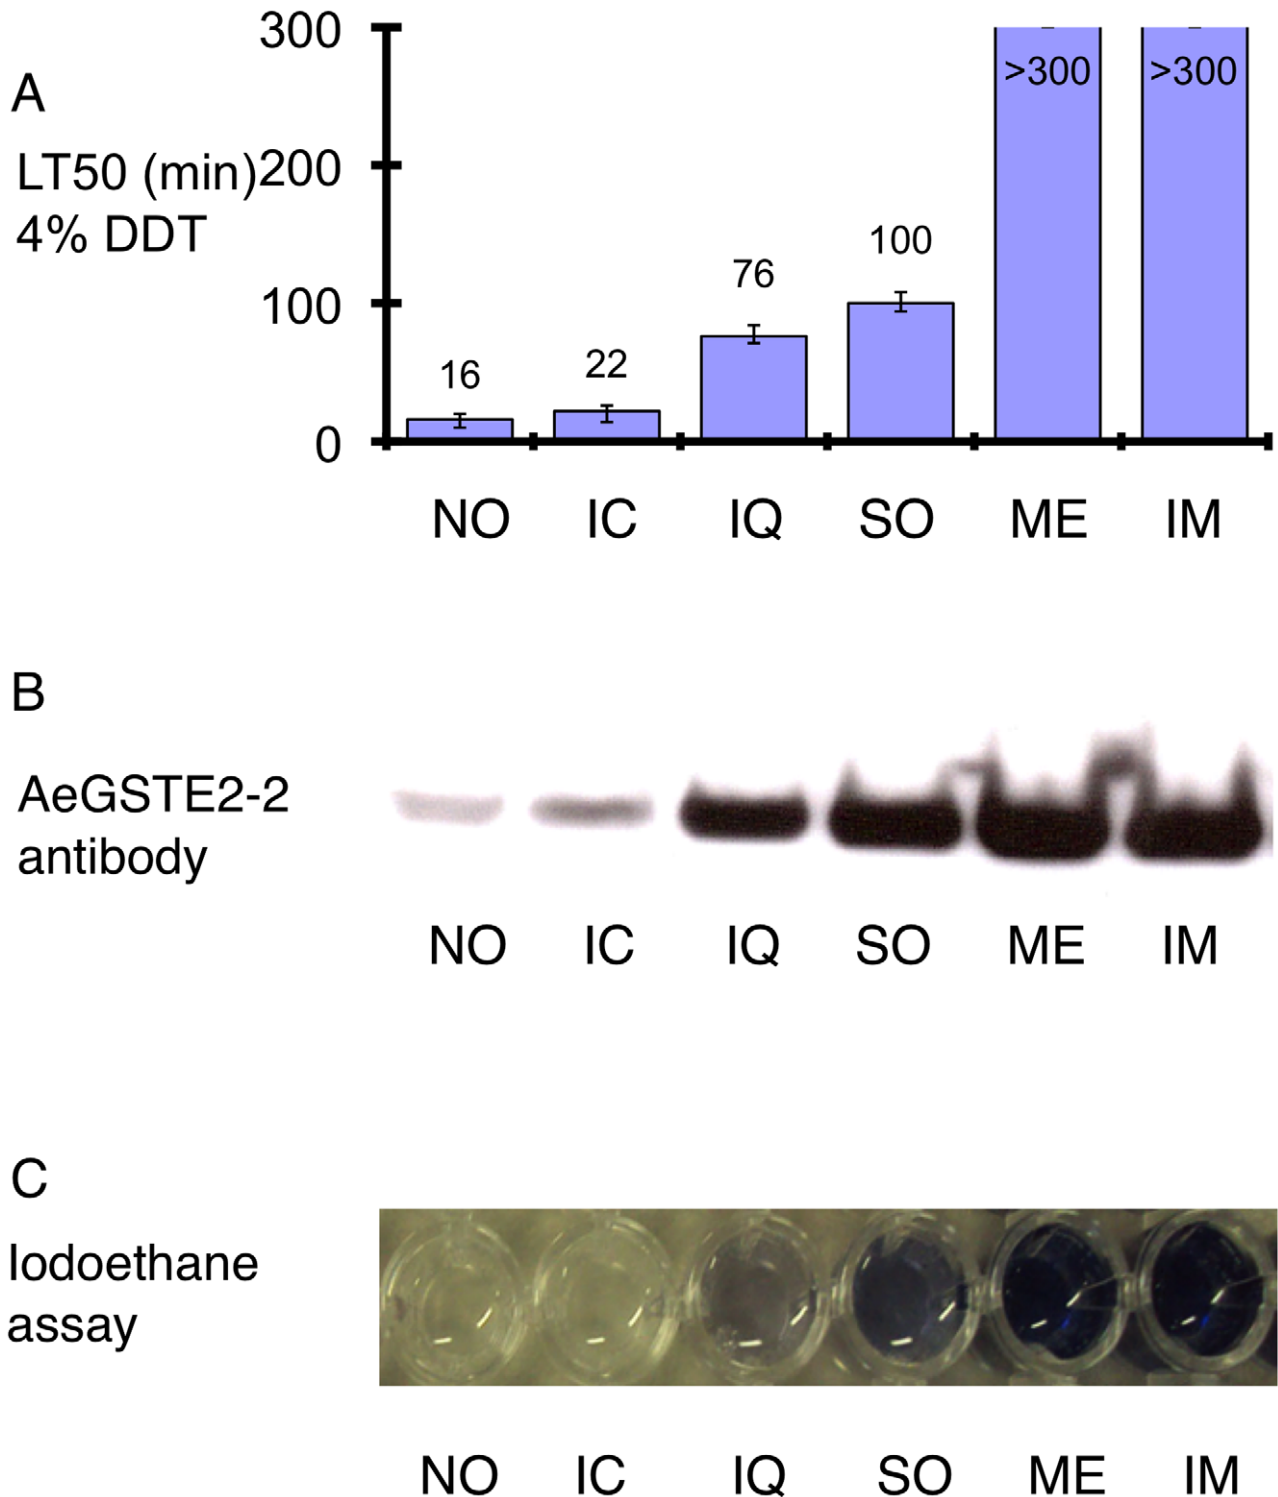 A
300
LT50 (min)
200
4% DDT
100
0
16
22
76
100
>300
>300
NO IC IQ SO ME IM
B
AeGSTE2-2
antibody
NO IC IQ SO ME IM
C
Iodoethane
assay
NO IC IQ SO ME IM